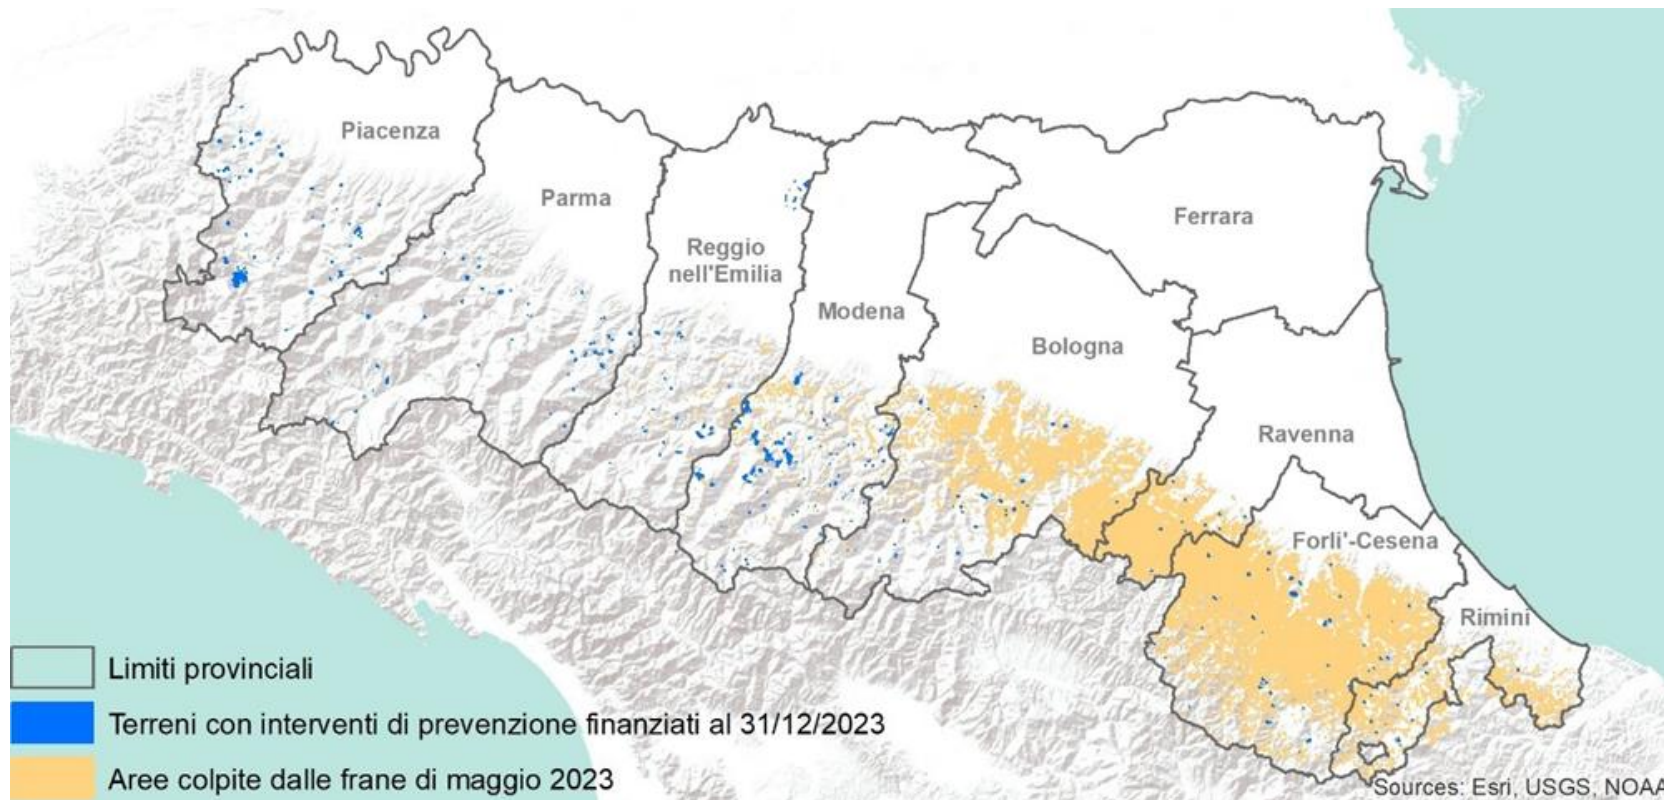 Piacenza
Parma
Reggio
nell'Emilia
Modena
Bologna
Ferrara
Ravenna
Forli'-Cesena
Rimini
Limiti provinciali
Terreni con interventi di prevenzione finanziati al 31/12/2023
Aree colpite dalle frane di maggio 2023
Sources: Esri, USGS, NOAA